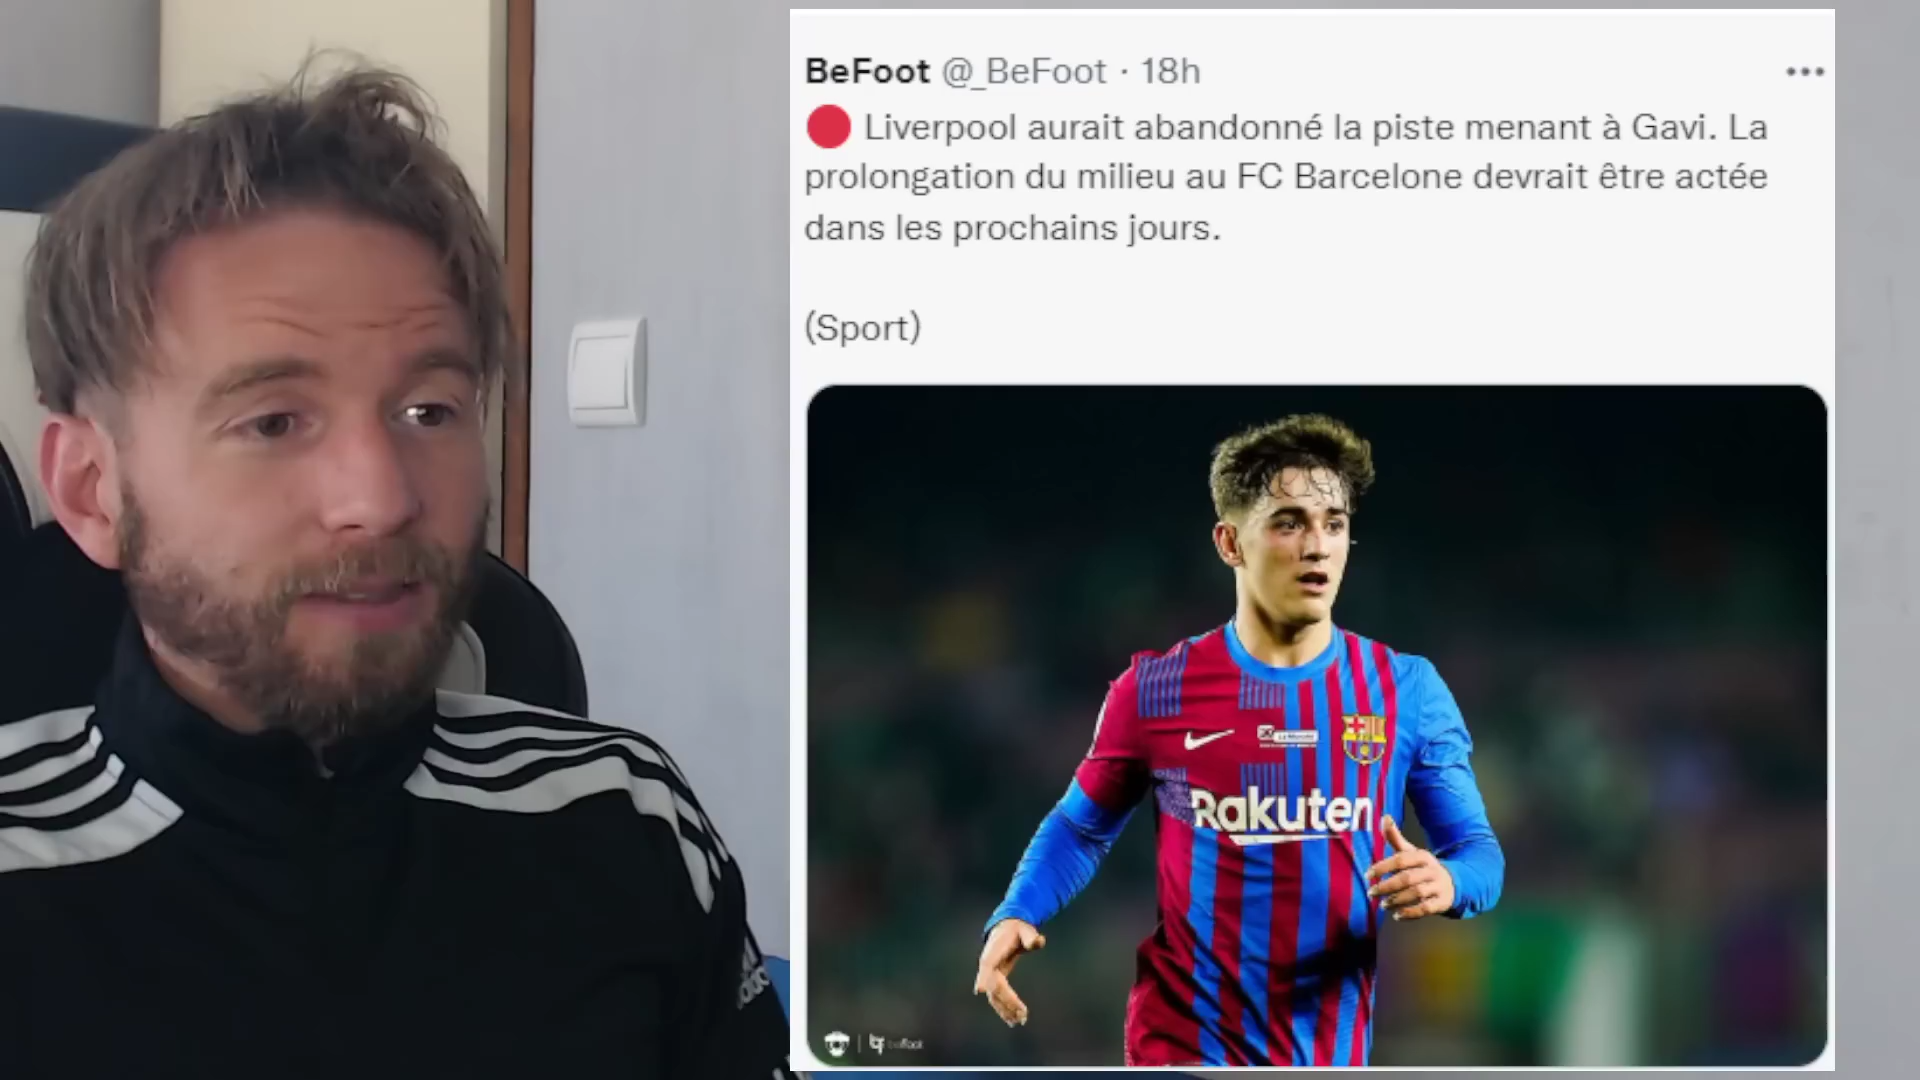 BeFoot @_BeFoot · 18h
🔴 Liverpool aurait abandonné la piste menant à Gavi. La
prolongation du milieu au FC Barcelone devrait être actée
dans les prochains jours.
(Sport)
Rakuten
adidas